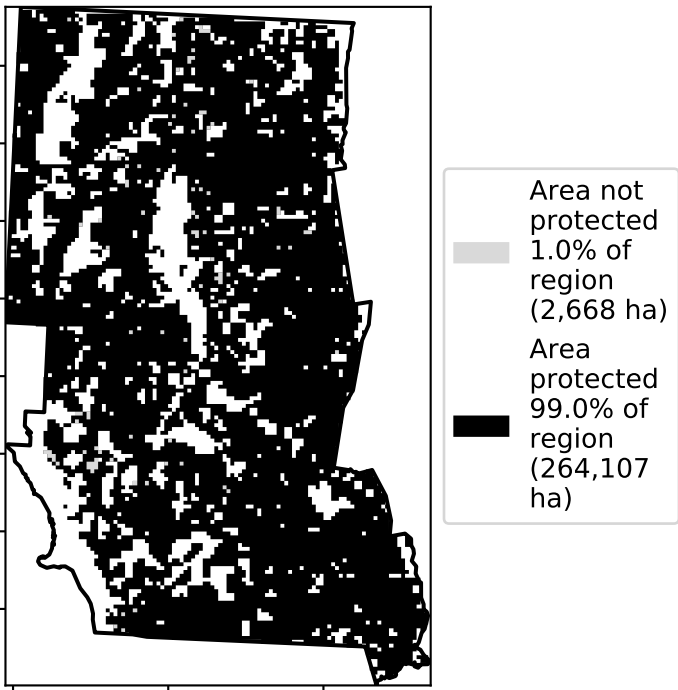 Area not
protected
1.0% of
region
(2,668 ha)
Area
protected
99.0% of
region
(264,107
ha)